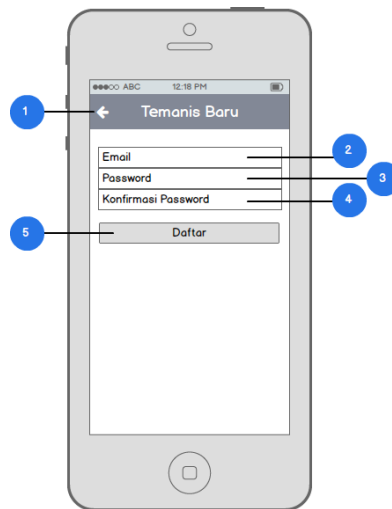 ABC 12:18 PM
1
Temanis Baru
Email
2
Password
3
Konfirmasi Password
4
5
Daftar